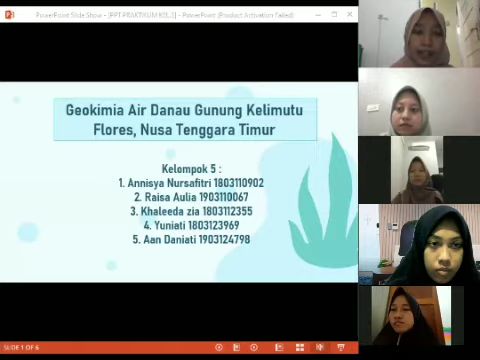 PowerPoint Slide Show - [PPT PRAKTIKUM KEL.5] - PowerPoint (Product Activation Failed)
Geokimia Air Danau Gunung Kelimutu
Flores, Nusa Tenggara Timur
Kelompok 5 :
1. Annisya Nursafitri 1803110902
2. Raisa Aulia 1903110067
3. Khaleeda zia 1803112355
4. Yuniati 1803123969
5. Aan Daniati 1903124798
SLIDE 1 OF 6